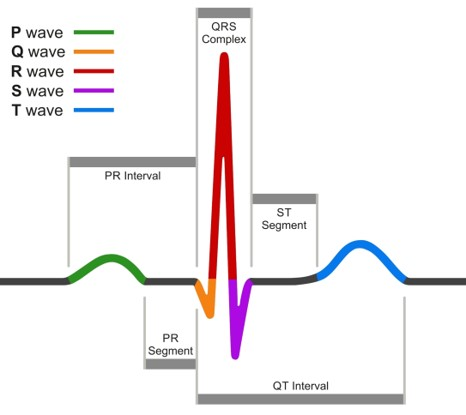 QRS
Complex
P wave
Q wave
R wave
S wave
T wave
PR Interval
ST
Segment
PR
Segment
QT Interval